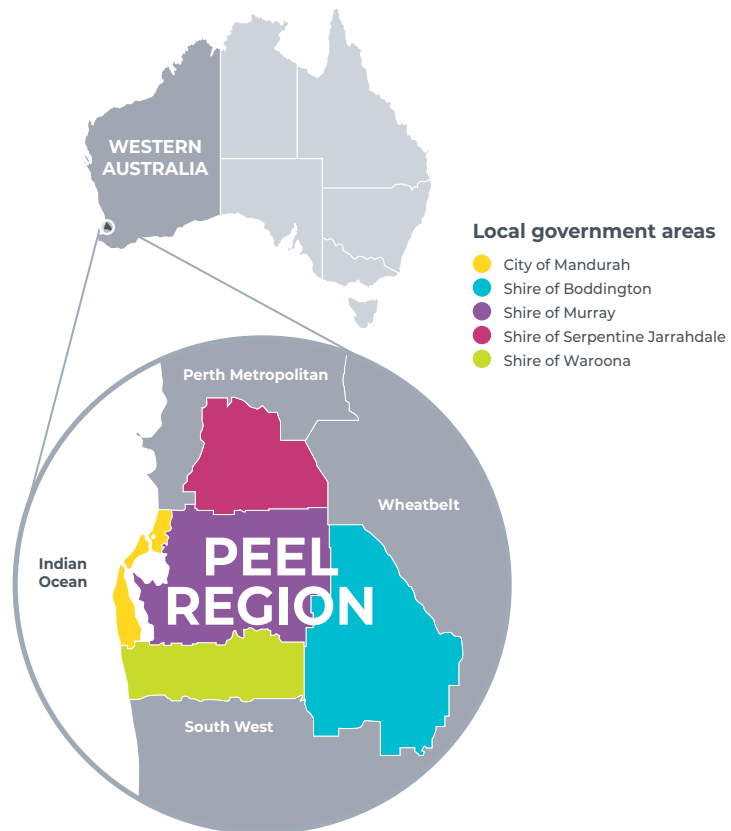 WESTERN
AUSTRALIA
Local government areas
City of Mandurah
Shire of Boddington
Shire of Murray
Shire of Serpentine Jarrahdale
Shire of Waroona
Perth Metropolitan
Wheatbelt
Indian
Ocean
PEEL
REGION
South West